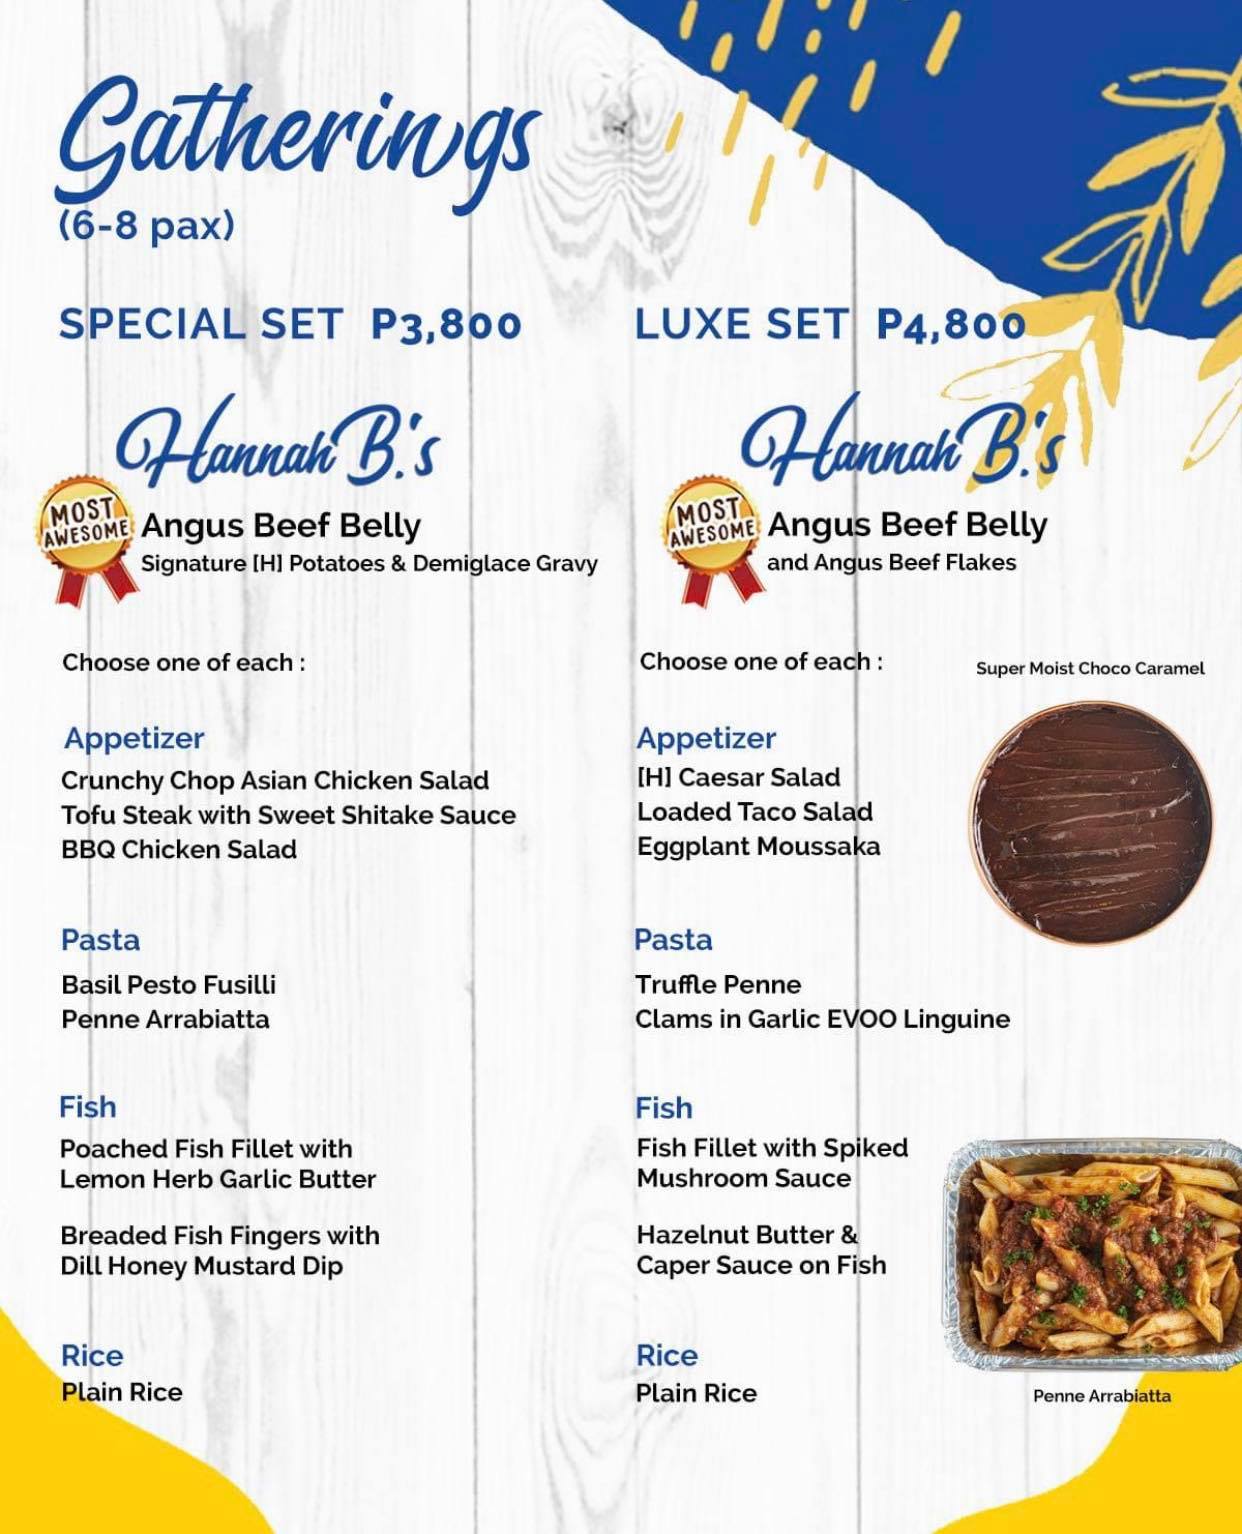 Gatherings
(6-8 pax)
SPECIAL SET P3,800
Hannah B.'s
MOST
AWESOME
Angus Beef Belly
Signature [H] Potatoes & Demiglace Gravy
Choose one of each :
Appetizer
Crunchy Chop Asian Chicken Salad
Tofu Steak with Sweet Shitake Sauce
BBQ Chicken Salad
Pasta
Basil Pesto Fusilli
Penne Arrabiatta
Fish
Poached Fish Fillet with
Lemon Herb Garlic Butter
Breaded Fish Fingers with
Dill Honey Mustard Dip
Rice
Plain Rice
LUXE SET P4,800
Hannah B.'s
MOST
AWESOME
Angus Beef Belly
and Angus Beef Flakes
Choose one of each :
Appetizer
[H] Caesar Salad
Loaded Taco Salad
Eggplant Moussaka
Pasta
Truffle Penne
Clams in Garlic EVOO Linguine
Fish
Fish Fillet with Spiked
Mushroom Sauce
Hazelnut Butter &
Caper Sauce on Fish
Rice
Plain Rice
Super Moist Choco Caramel
Penne Arrabiatta